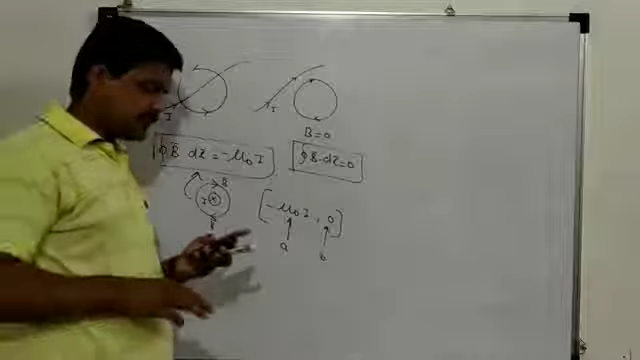 I I
B=0
∮B̄ dl̄ = μ₀I ∮B·dl̄=0
B
I
[-μ₀I, 0]
a b